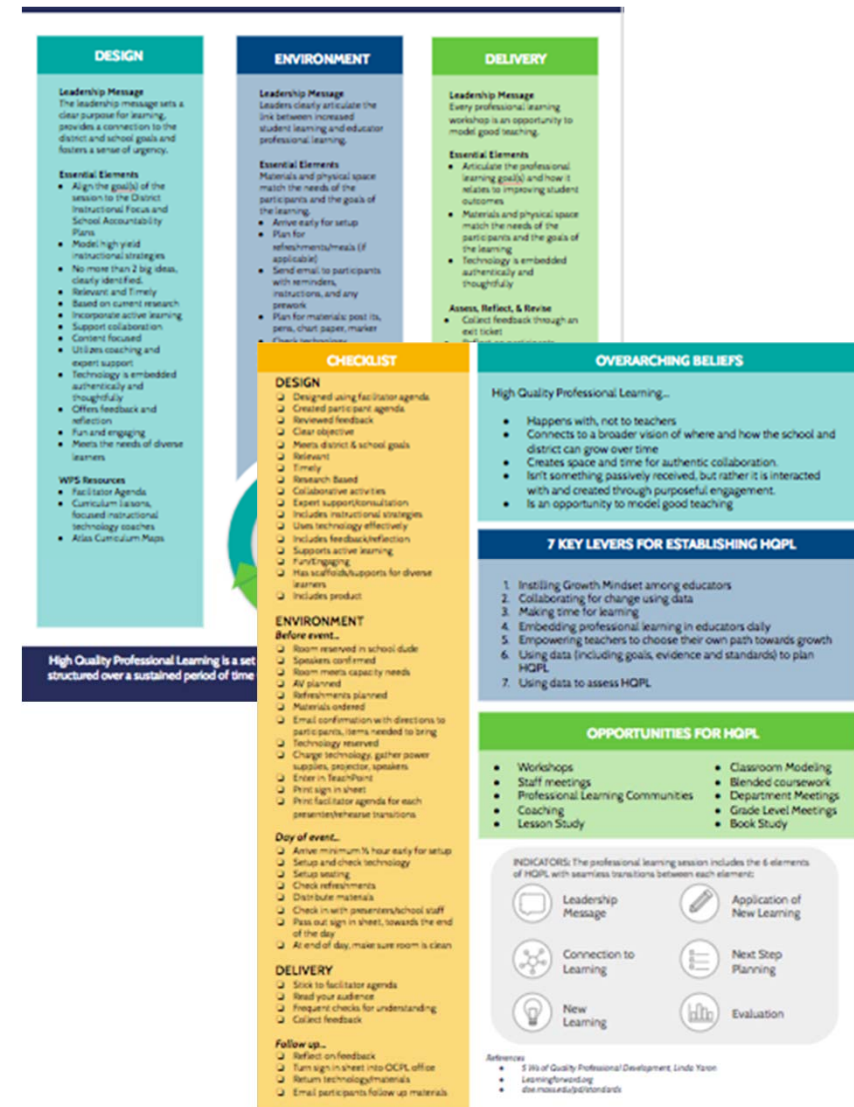 DESIGN
Leadership Message
The leadership message sets a
clear purpose for learning,
provides a connection to the
district and school goals and
fosters a sense of urgency.
Essential Elements
• Align the goal(s) of the
session to the District
Instructional Focus and
School Accountability
Plans
• Model high yield
instructional strategies
• No more than 2 big ideas,
clearly identified.
• Relevant and Timely
• Based on current research
• Incorporate active learning
• Support collaboration
• Content focused
• Utilizes coaching and
expert support
• Technology is embedded
authentically and
thoughtfully
• Offers feedback and
reflection
• Fun and engaging
• Meets the needs of diverse
learners
WPS Resources
• Facilitator Agenda
• Curriculum liaisons,
focused instructional
technology coaches
• Atlas Curriculum Maps
ENVIRONMENT
Leadership Message
Leaders clearly articulate the
link between increased
student learning and educator
professional learning.
Essential Elements
Materials and physical space
match the needs of the
participants and the goals of
the learning.
• Arrive early for setup
• Plan for
refreshments/meals (if
applicable)
• Send email to participants
with reminders,
instructions, and any
prework
• Plan for materials: post its,
pens, chart paper, marker
• Check technology
DELIVERY
Leadership Message
Every professional learning
workshop is an opportunity to
model good teaching.
Essential Elements
• Articulate the professional
learning goal(s) and how it
relates to improving student
outcomes
• Materials and physical space
match the needs of the
participants and the goals of
the learning
• Technology is embedded
authentically and
thoughtfully
Assess, Reflect, & Revise
• Collect feedback through an
exit ticket
High Quality Professional Learning is a set
structured over a sustained period of time
CHECKLIST
DESIGN
❏ Designed using facilitator agenda
❏ Created participant agenda
❏ Reviewed feedback
❏ Clear objective
❏ Meets district & school goals
❏ Relevant
❏ Timely
❏ Research Based
❏ Collaborative activities
❏ Expert support/consultation
❏ Includes instructional strategies
❏ Uses technology effectively
❏ Includes feedback/reflection
❏ Supports active learning
❏ Fun/Engaging
❏ Has scaffolds/supports for diverse
learners
❏ Includes product
ENVIRONMENT
Before event...
❏ Room reserved in school dude
❏ Speakers confirmed
❏ Room meets capacity needs
❏ AV planned
❏ Refreshments planned
❏ Materials ordered
❏ Email confirmation with directions to
participants, items needed to bring
❏ Technology reserved
❏ Charge technology, gather power
supplies, projector, speakers
❏ Enter in TeachPoint
❏ Print sign in sheet
❏ Print facilitator agenda for each
presenter/rehearse transitions
Day of event...
❏ Arrive minimum ½ hour early for setup
❏ Setup and check technology
❏ Setup seating
❏ Check refreshments
❏ Distribute materials
❏ Check in with presenters/school staff
❏ Pass out sign in sheet, towards the end
of the day
❏ At end of day, make sure room is clean
DELIVERY
❏ Stick to facilitator agenda
❏ Read your audience
❏ Frequent checks for understanding
❏ Collect feedback
Follow up...
❏ Reflect on feedback
❏ Turn sign in sheet into OCPL office
❏ Return technology/materials
❏ Email participants follow up materials
OVERARCHING BELIEFS
High Quality Professional Learning...
• Happens with, not to teachers
• Connects to a broader vision of where and how the school and
district can grow over time
• Creates space and time for authentic collaboration.
• Isn't something passively received, but rather it is interacted
with and created through purposeful engagement.
• Is an opportunity to model good teaching
7 KEY LEVERS FOR ESTABLISHING HQPL
1. Instilling Growth Mindset among educators
2. Collaborating for change using data
3. Making time for learning
4. Embedding professional learning in educators daily
5. Empowering teachers to choose their own path towards growth
6. Using data (including goals, evidence and standards) to plan
HQPL
7. Using data to assess HQPL
OPPORTUNITIES FOR HQPL
• Workshops
• Staff meetings
• Professional Learning Communities
• Coaching
• Lesson Study
• Classroom Modeling
• Blended coursework
• Department Meetings
• Grade Level Meetings
• Book Study
INDICATORS: The professional learning session includes the 6 elements
of HQPL with seamless transitions between each element:
Leadership
Message
Application of
New Learning
Connection to
Learning
Next Step
Planning
New
Learning
Evaluation
References
• 5 Ws of Quality Professional Development, Linda Yaron
• Learningforward.org
• doe.mass.edu/pd/standards